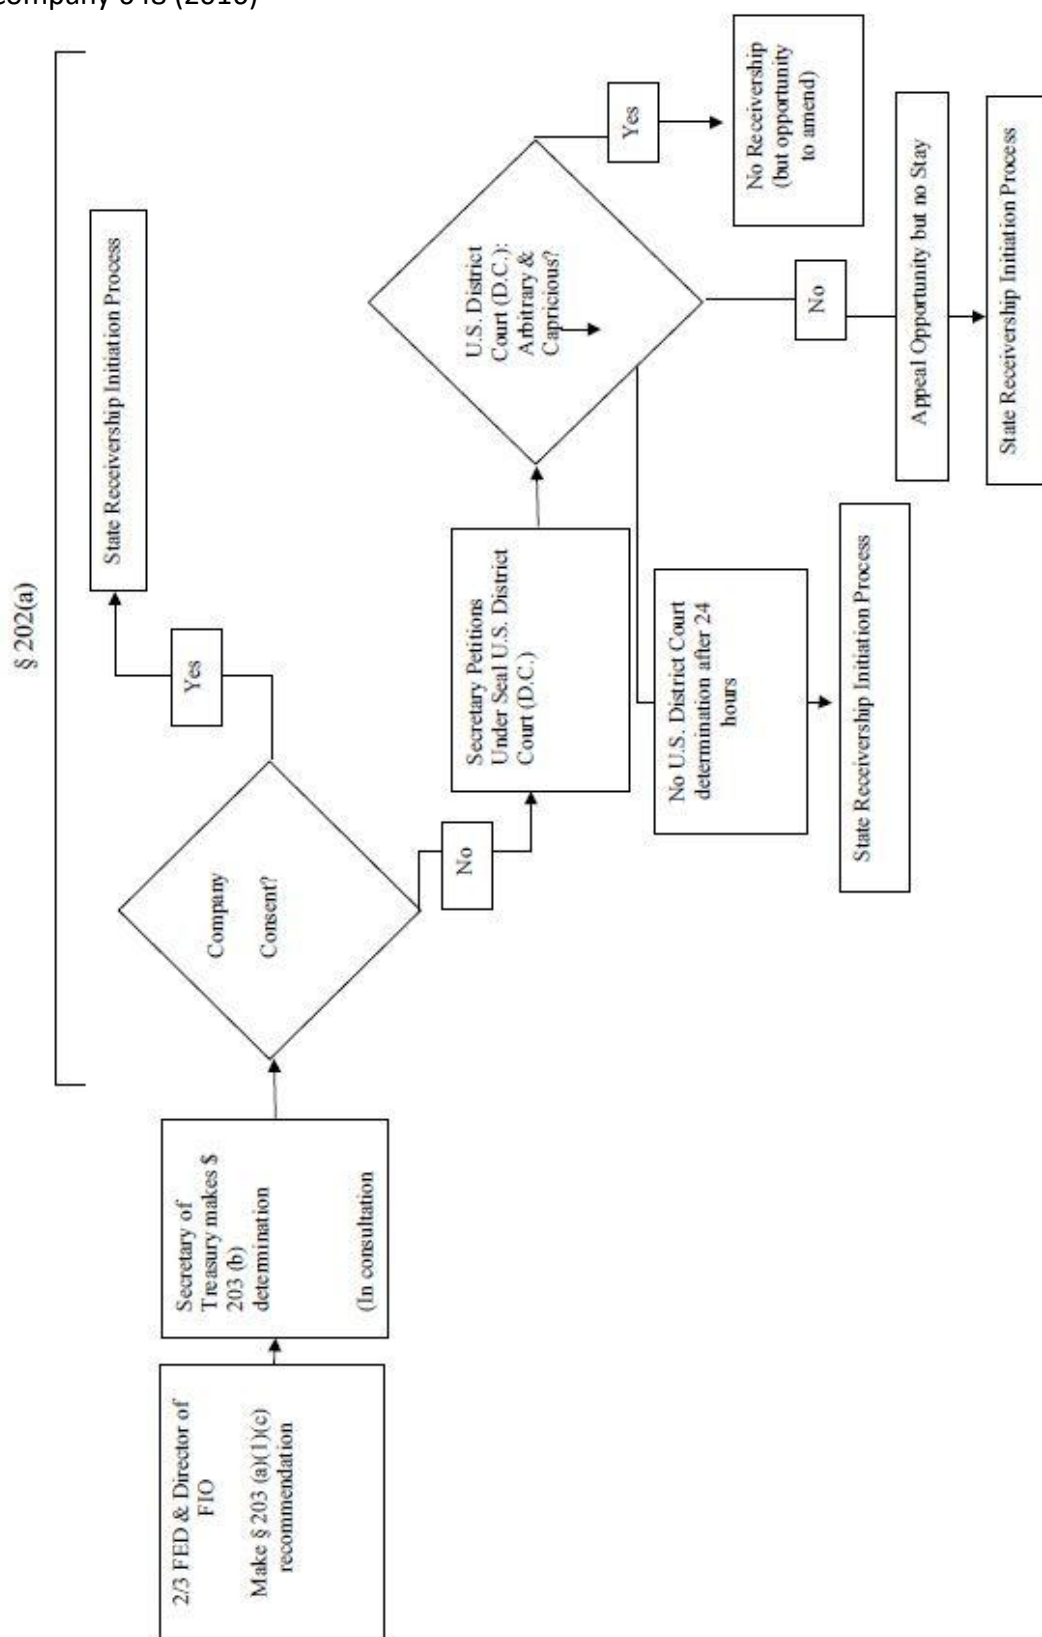 company 048 (2010)
§ 202(a)
2/3 FED & Director of
FIO
Make § 203 (a)(1)(c)
recommendation
Secretary of
Treasury makes $
203 (b)
determination
(In consultation
Company
Consent?
Yes
State Receivership Initiation Process
No
Secretary Petitions
Under Seal U.S. District
Court (D.C.)
U.S. District
Court (D.C.):
Arbitrary &
Capricious?
Yes
No Receivership
(but opportunity
to amend)
No
Appeal Opportunity but no Stay
State Receivership Initiation Process
No U.S. District Court
determination after 24
hours
State Receivership Initiation Process